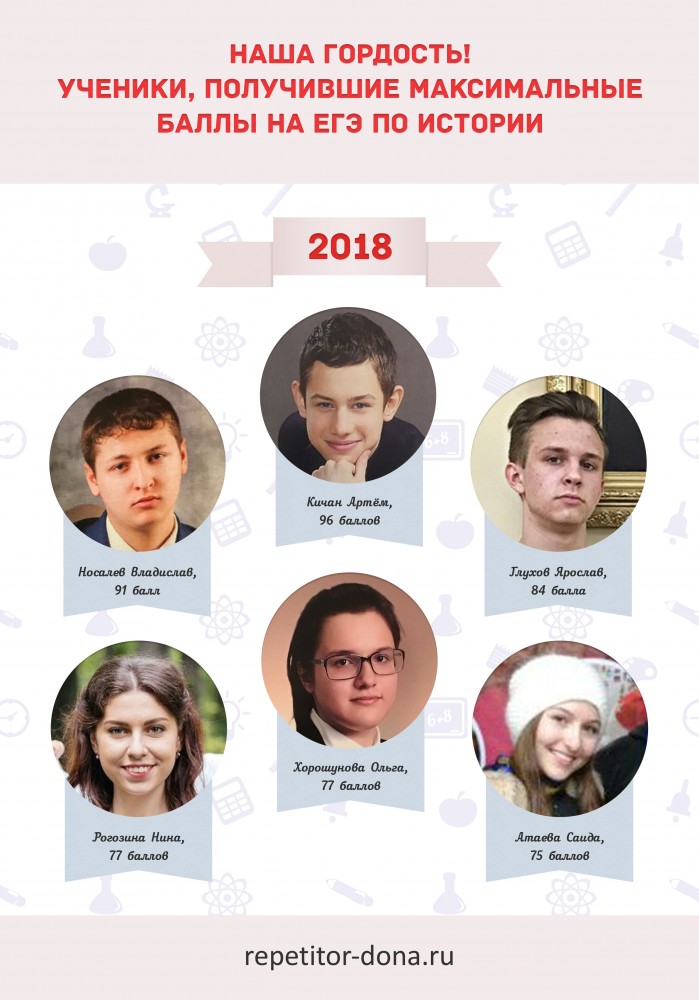 НАША ГОРДОСТЬ!
УЧЕНИКИ, ПОЛУЧИВШИЕ МАКСИМАЛЬНЫЕ
БАЛЛЫ НА ЕГЭ ПО ИСТОРИИ
2018
Кичан Артём,
96 баллов
Носалев Владислав,
91 балл
Глухов Ярослав,
84 балла
Хорошунова Ольга,
77 баллов
Рогозина Нина,
77 баллов
Атаева Саида,
75 баллов
repetitor-dona.ru